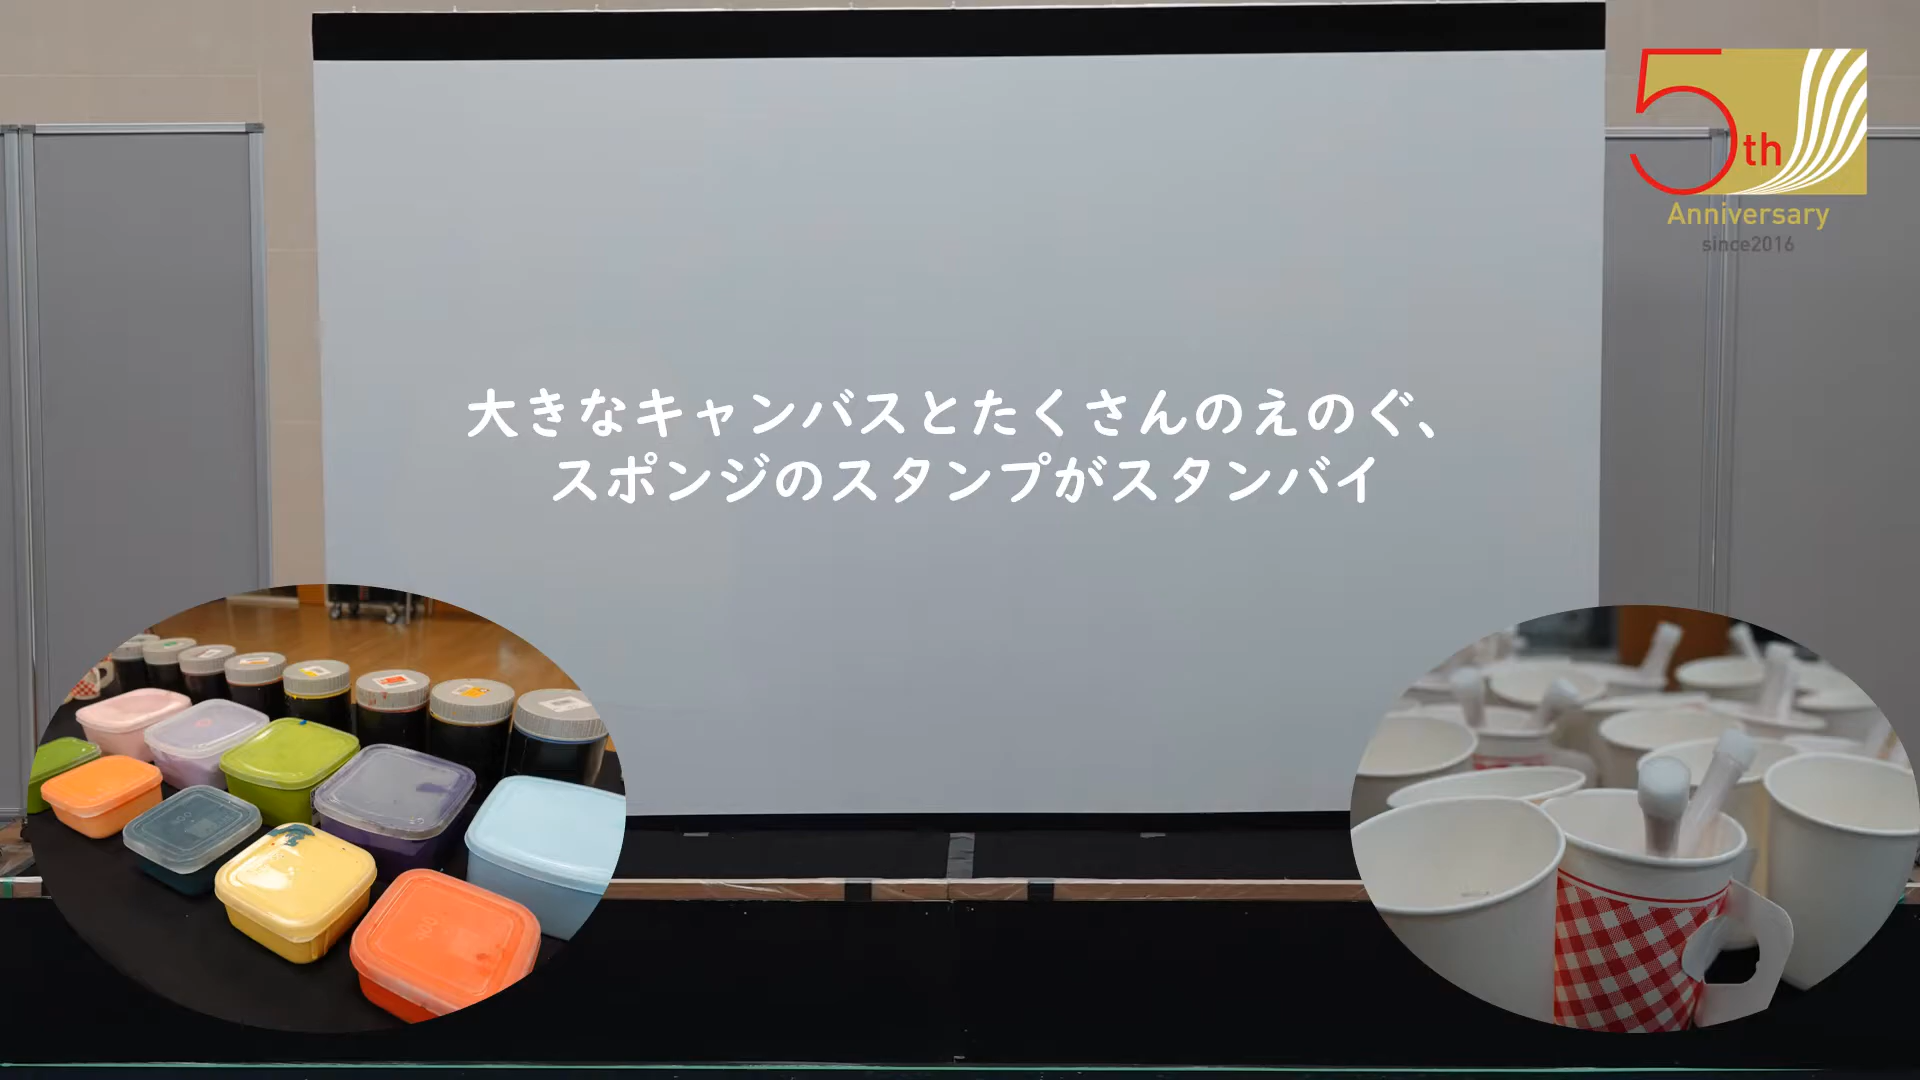 5th
Anniversary
since2016
大きなキャンバスとたくさんのえのぐ、
スポンジのスタンプがスタンバイ